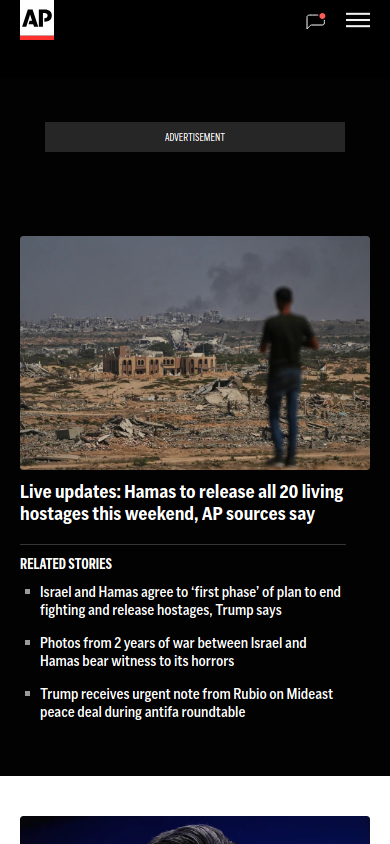 AP
ADVERTISEMENT
Live updates: Hamas to release all 20 living
hostages this weekend, AP sources say
RELATED STORIES
Israel and Hamas agree to ‘first phase’ of plan to end
fighting and release hostages, Trump says
Photos from 2 years of war between Israel and
Hamas bear witness to its horrors
Trump receives urgent note from Rubio on Mideast
peace deal during antifa roundtable